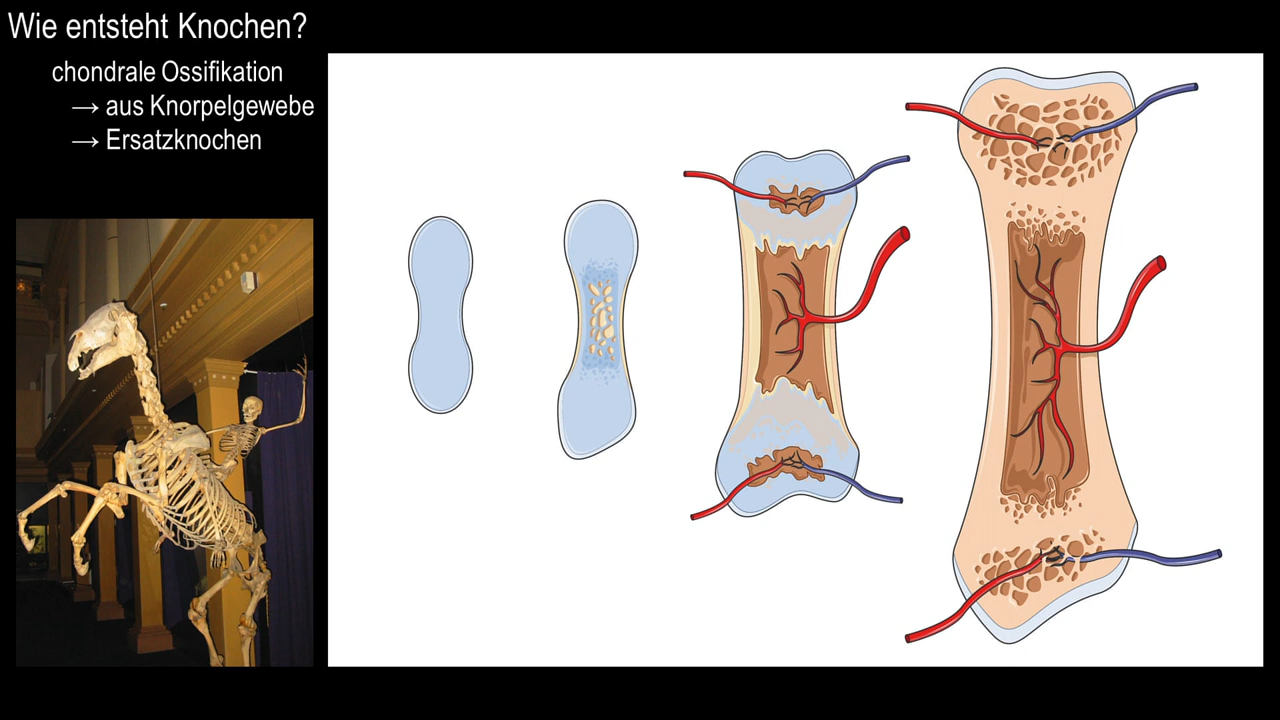 Wie entsteht Knochen?
chondrale Ossifikation
→ aus Knorpelgewebe
→ Ersatzknochen